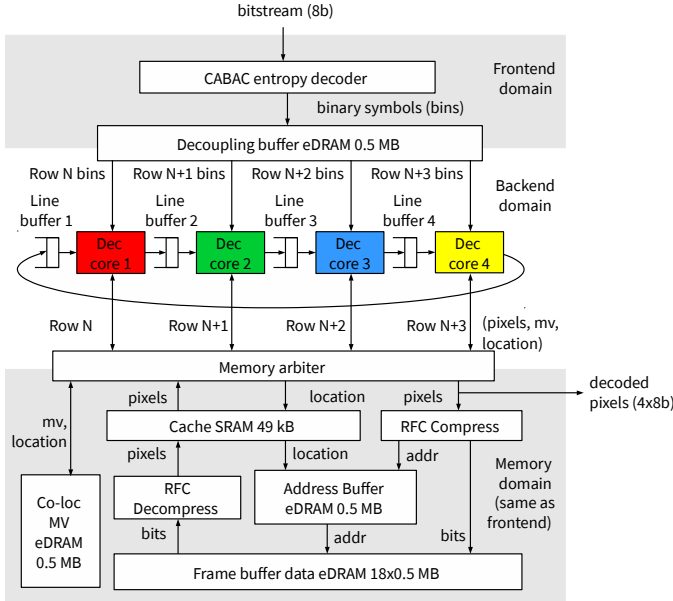 bitstream (8b)
CABAC entropy decoder
Frontend
domain
binary symbols (bins)
Decoupling buffer eDRAM 0.5 MB
Row N bins
Row N+1 bins
Row N+2 bins
Row N+3 bins
Backend
domain
Line
buffer 1
Line
buffer 2
Line
buffer 3
Line
buffer 4
Dec
core 1
Dec
core 2
Dec
core 3
Dec
core 4
Row N
Row N+1
Row N+2
Row N+3
(pixels, mv,
location)
Memory arbiter
decoded
pixels (4x8b)
mv,
location
pixels
location
pixels
Cache SRAM 49 kB
RFC Compress
pixels
location
addr
Memory
domain
(same as
frontend)
Co-loc
MV
eDRAM
0.5 MB
RFC
Decompress
Address Buffer
eDRAM 0.5 MB
bits
addr
bits
Frame buffer data eDRAM 18x0.5 MB